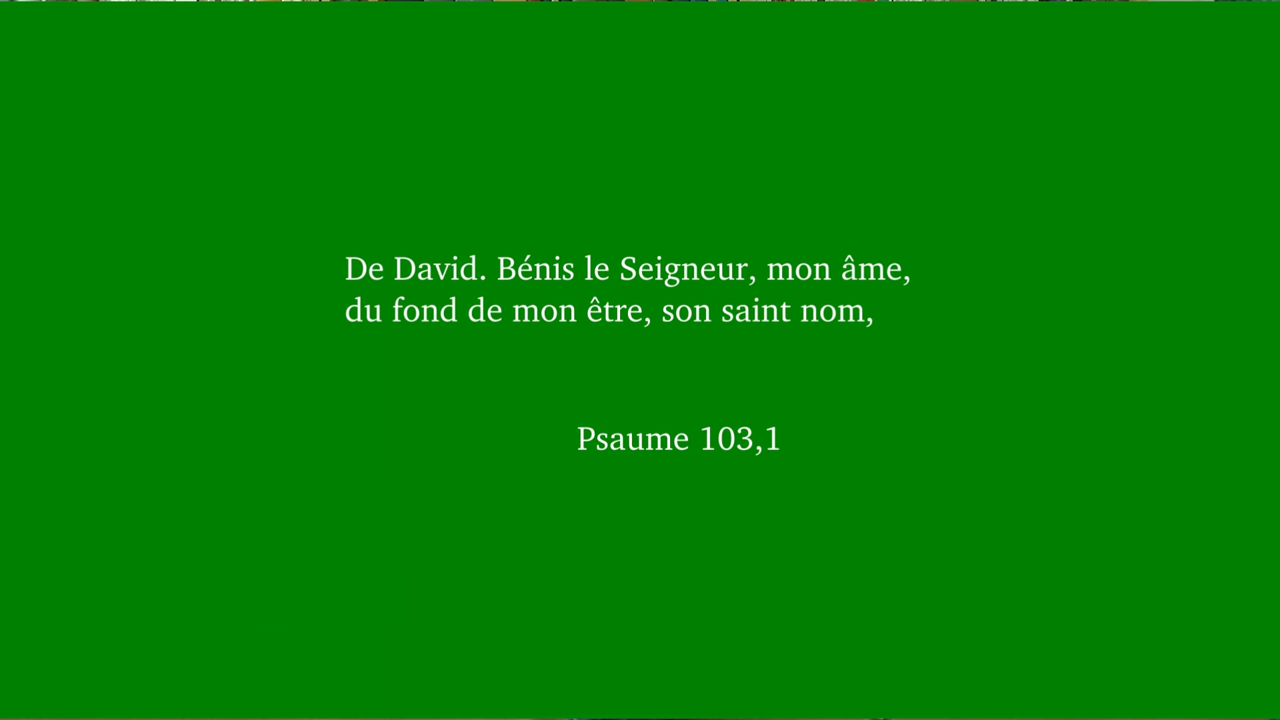 De David. Bénis le Seigneur, mon âme,
du fond de mon être, son saint nom,
Psaume 103,1